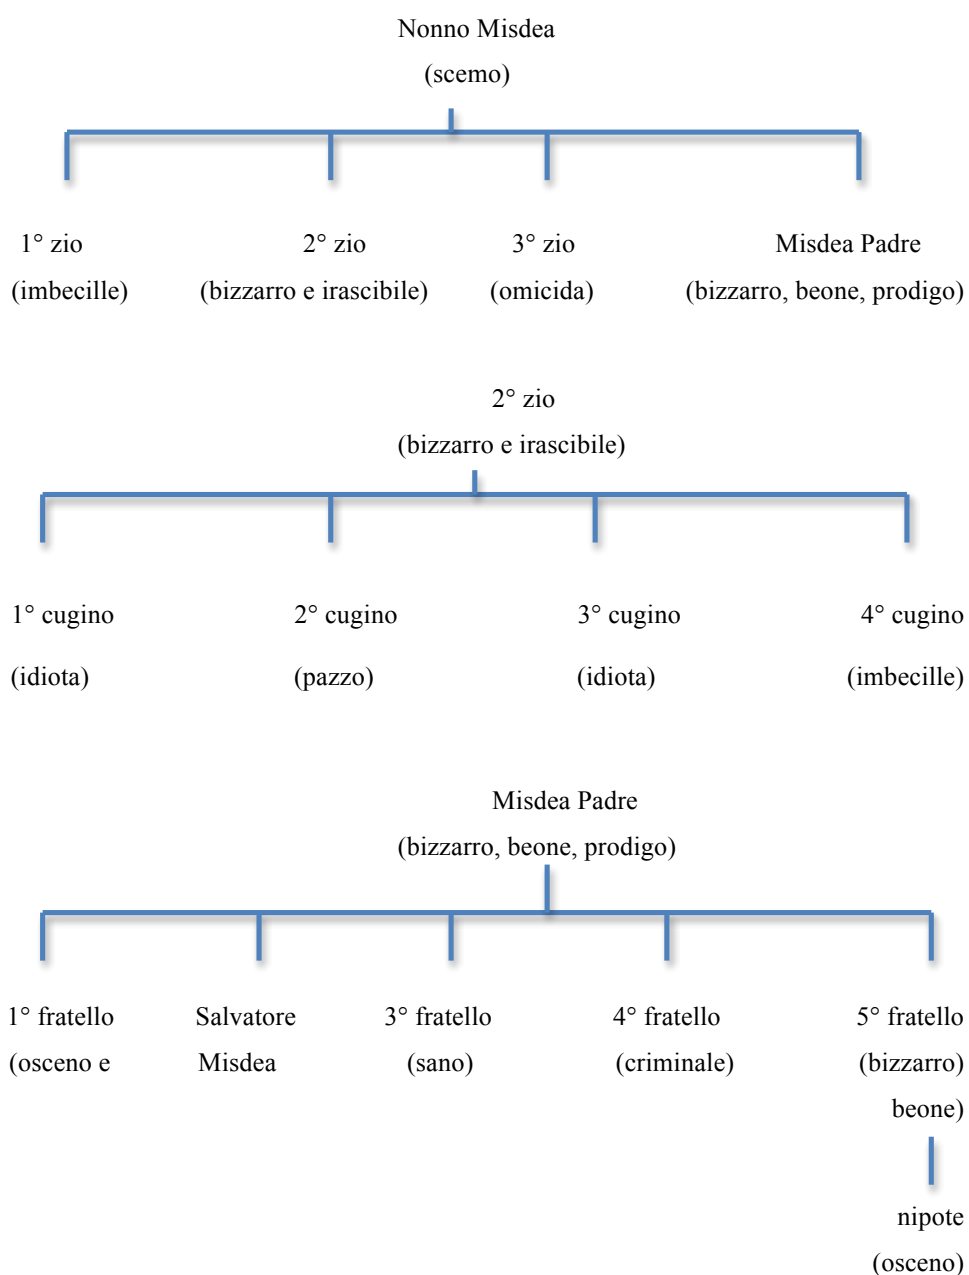 Nonno Misdea
(scemo)
1° zio 2° zio 3° zio Misdea Padre
(imbecille) (bizzarro e irascibile) (omicida) (bizzarro, beone, prodigo)
2° zio
(bizzarro e irascibile)
1° cugino 2° cugino 3° cugino 4° cugino
(idiota) (pazzo) (idiota) (imbecille)
Misdea Padre
(bizzarro, beone, prodigo)
1° fratello Salvatore 3° fratello 4° fratello 5° fratello
(osceno e Misdea (sano) (criminale) (bizzarro)
beone)
nipote
(osceno)